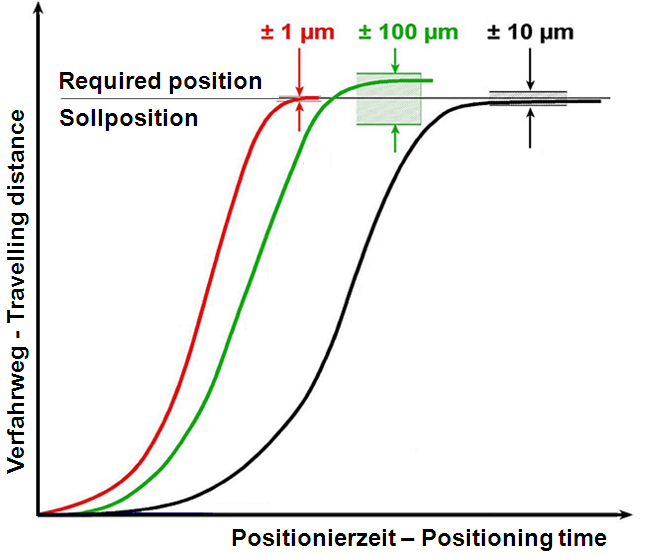 ± 1 µm ± 100 µm ± 10 µm
Required position
Sollposition
Verfahrweg - Travelling distance
Positionierzeit – Positioning time